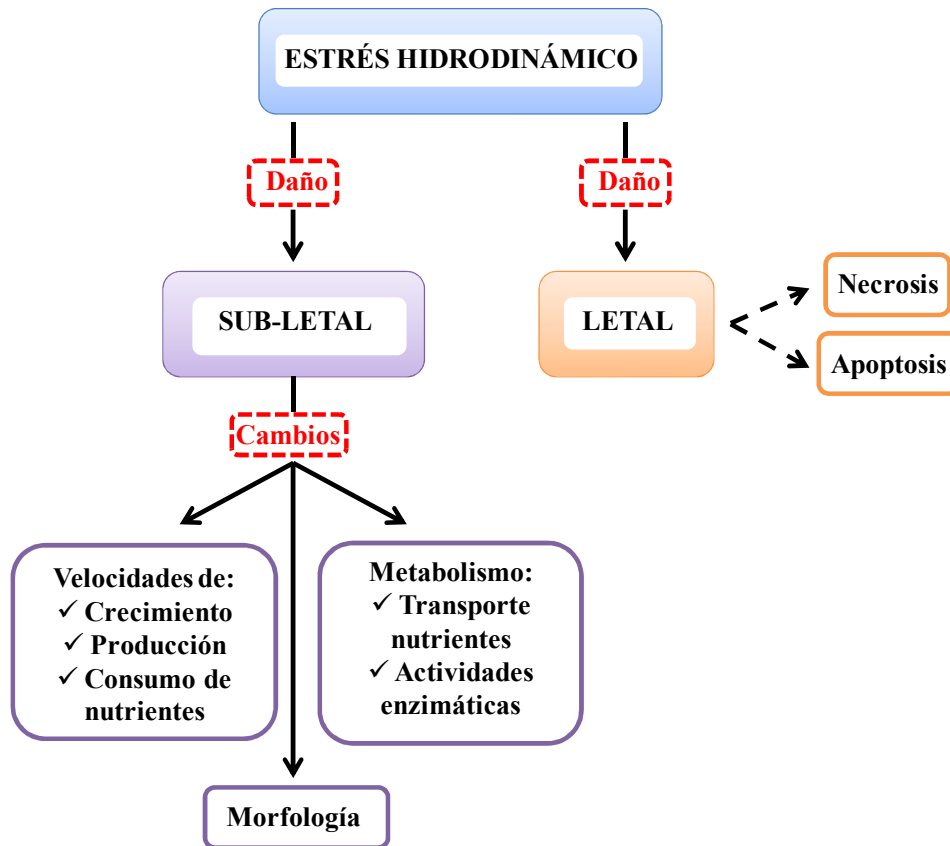 ESTRÉS HIDRODINÁMICO
Daño
Daño
SUB-LETAL
LETAL
Necrosis
Apoptosis
Cambios
Velocidades de:
✓ Crecimiento
✓ Producción
✓ Consumo de
nutrientes
Metabolismo:
✓ Transporte
nutrientes
✓ Actividades
enzimáticas
Morfología